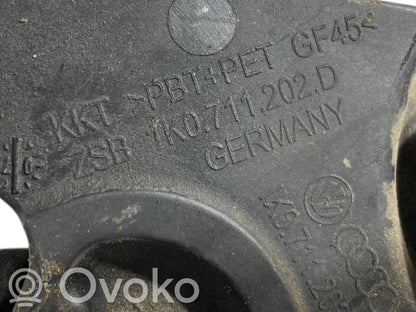 KKT >PBT+PET GF45<
ZSB 1K0.711.202.D
GERMANY
Ovoko